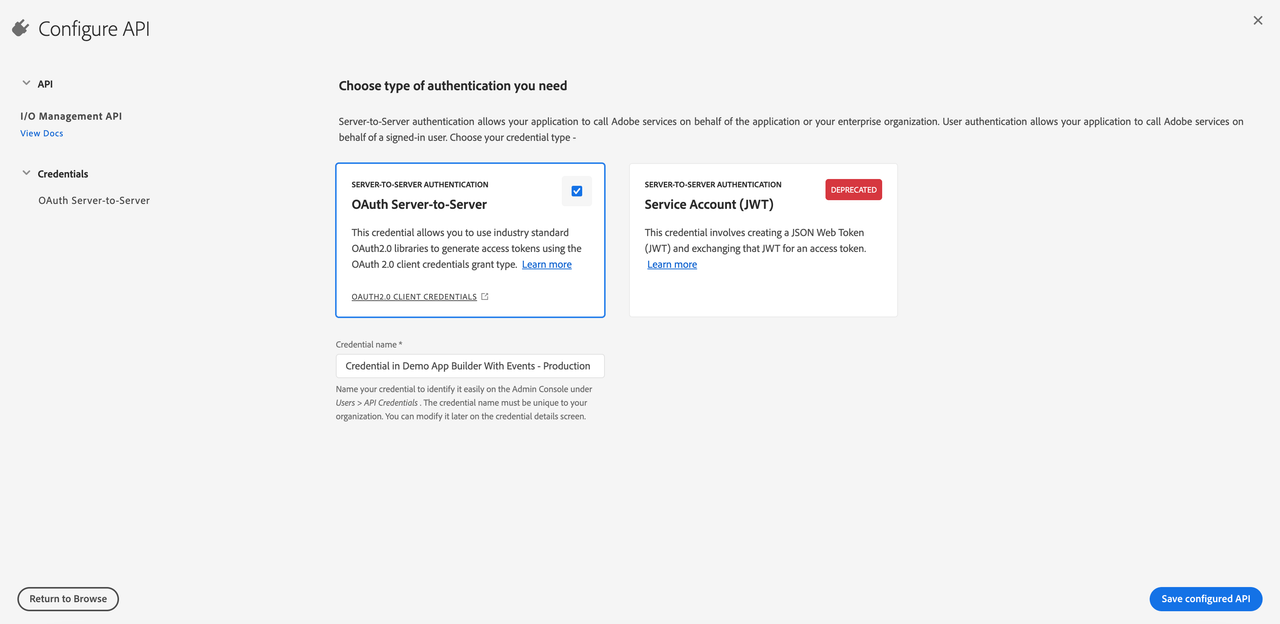 Configure API
API
I/O Management API
View Docs
Credentials
OAuth Server-to-Server
Choose type of authentication you need
Server-to-Server authentication allows your application to call Adobe services on behalf of the application or your enterprise organization. User authentication allows your application to call Adobe services on
behalf of a signed-in user. Choose your credential type -
SERVER-TO-SERVER AUTHENTICATION
OAuth Server-to-Server
This credential allows you to use industry standard
OAuth2.0 libraries to generate access tokens using the
OAuth 2.0 client credentials grant type. Learn more
OAUTH2.0 CLIENT CREDENTIALS
SERVER-TO-SERVER AUTHENTICATION
DEPRECATED
Service Account (JWT)
This credential involves creating a JSON Web Token
(JWT) and exchanging that JWT for an access token.
Learn more
Credential name *
Credential in Demo App Builder With Events - Production
Name your credential to identify it easily on the Admin Console under
Users > API Credentials . The credential name must be unique to your
organization. You can modify it later on the credential details screen.
Return to Browse
Save configured API